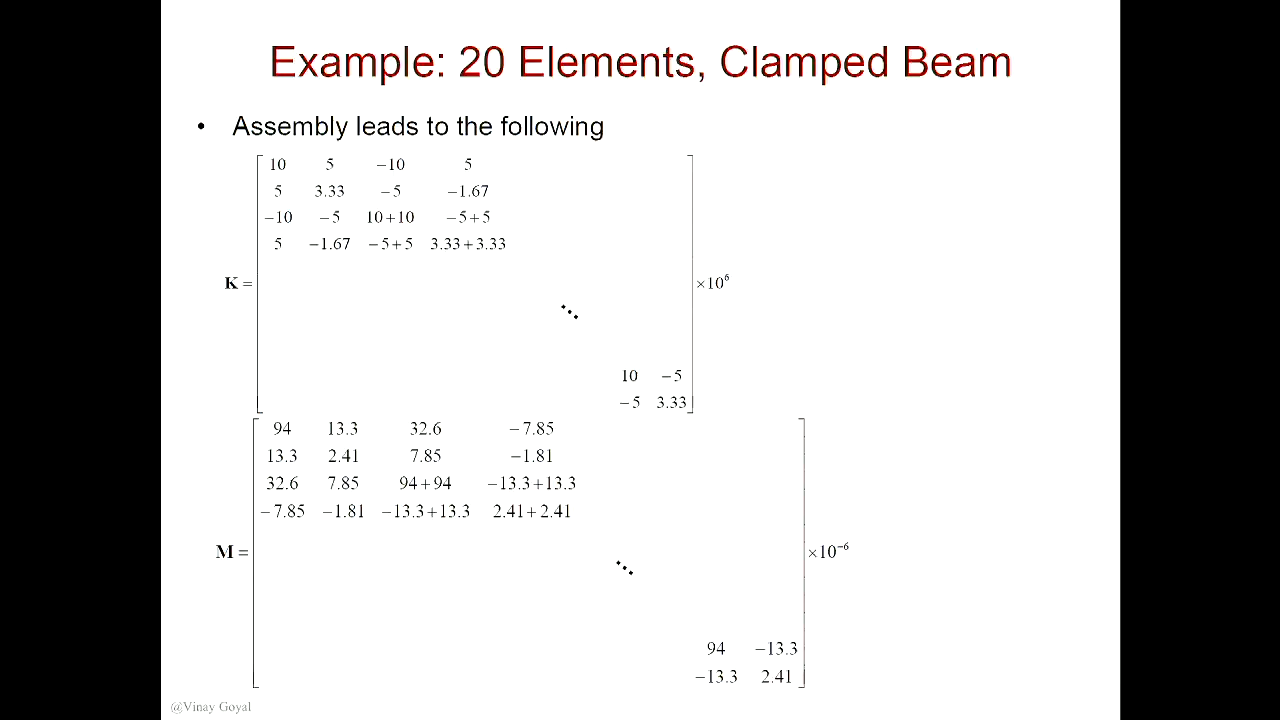 Example: 20 Elements, Clamped Beam
• Assembly leads to the following
10 5 −10 5
5 3.33 −5 −1.67
−10 −5 10+10 −5+5
5 −1.67 −5+5 3.33+3.33
K = ×10⁶
⋱
10 −5
−5 3.33
94 13.3 32.6 −7.85
13.3 2.41 7.85 −1.81
32.6 7.85 94+94 −13.3+13.3
−7.85 −1.81 −13.3+13.3 2.41+2.41
M = ×10⁻⁶
⋱
94 −13.3
−13.3 2.41
@Vinay Goyal